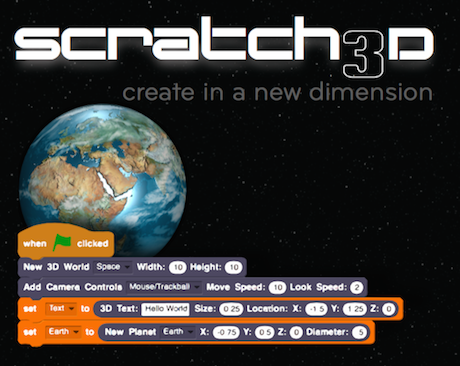 scratch3D
create in a new dimension
when clicked
New 3D World Space Width: 10 Height: 10
Add Camera Controls Mouse/Trackball Move Speed: 10 Look Speed: 2
set Text to 3D Text: Hello World Size: 0.25 Location: X: -1.5 Y: 1.25 Z: 0
set Earth to New Planet Earth X: -0.75 Y: 0.5 Z: 0 Diameter: .5